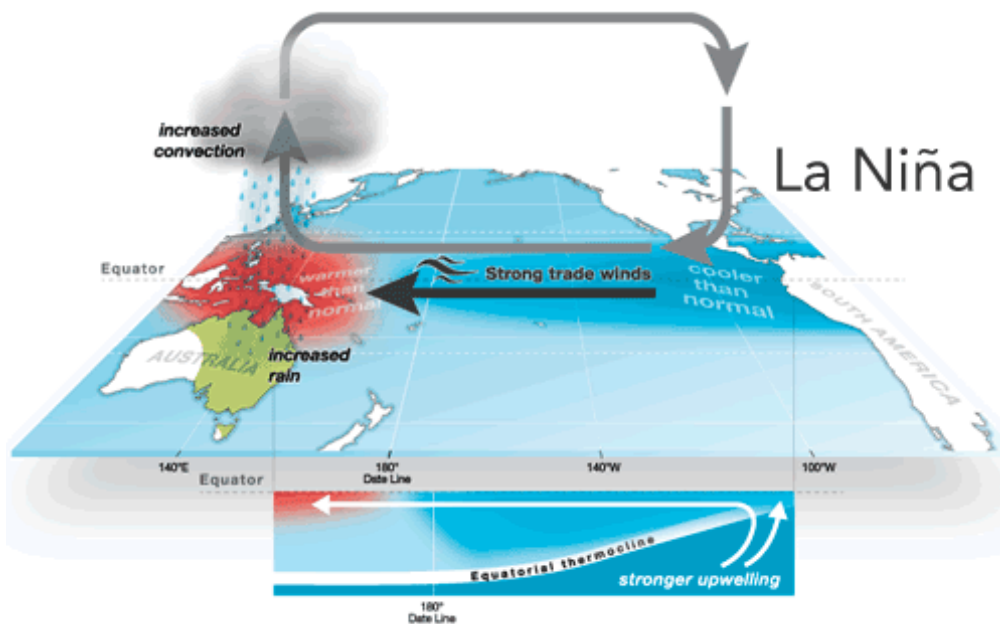 increased
convection
La Niña
Equator
warmer
than
normal
Strong trade winds
cooler
than
normal
SOUTH AMERICA
AUSTRALIA
increased
rain
140°E
180°
Date Line
140°W
100°W
Equator
Equatorial thermocline
stronger upwelling
180°
Date Line